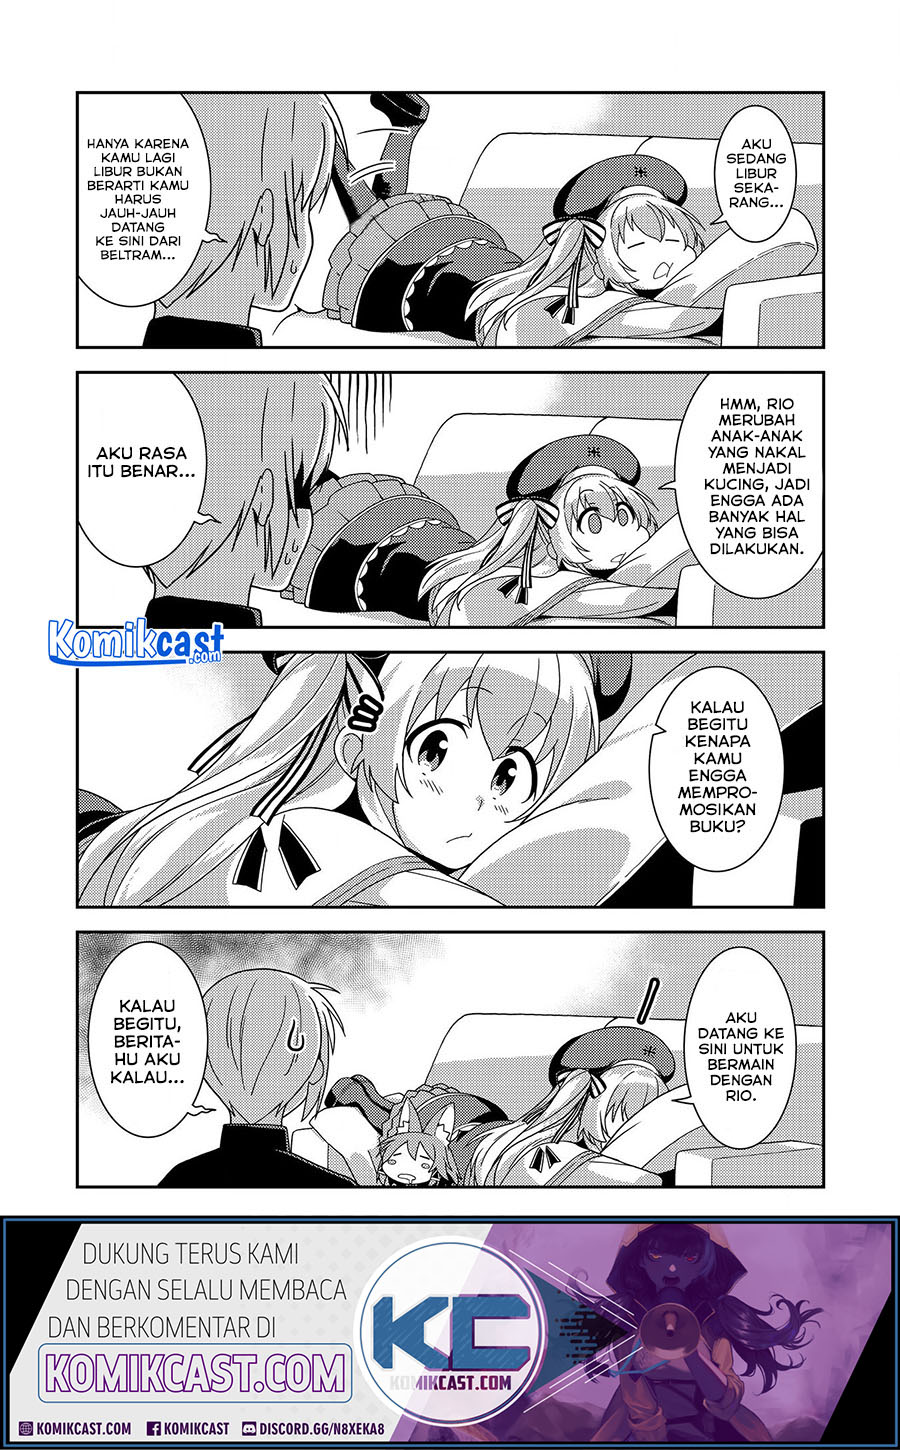 AKU
SEDANG
LIBUR
SEKA-
RANG...
HANYA KARENA
KAMU LAGI
LIBUR BUKAN
BERARTI KAMU
HARUS
JAUH-JAUH
DATANG
KE SINI DARI
BELTRAM...
HMM, RIO
MERUBAH
ANAK-ANAK
YANG NAKAL
MENJADI
KUCING, JADI
ENGGA ADA
BANYAK HAL
YANG BISA
DILAKUKAN.
AKU RASA
ITU BENAR...
Komikcast
.com
KALAU
BEGITU
KENAPA
KAMU
ENGGA
MEMPRO-
MOSIKAN
BUKU?
AKU
DATANG KE
SINI UNTUK
BERMAIN
DENGAN
RIO.
KALAU
BEGITU,
BERITA-
HU AKU
KALAU...
DUKUNG TERUS KAMI
DENGAN SELALU MEMBACA
DAN BERKOMENTAR DI
KOMIKCAST.COM
KC
KOMIKCAST.COM
KOMIKCAST.COM KOMIKCAST DISCORD.GG/N8XEKA8